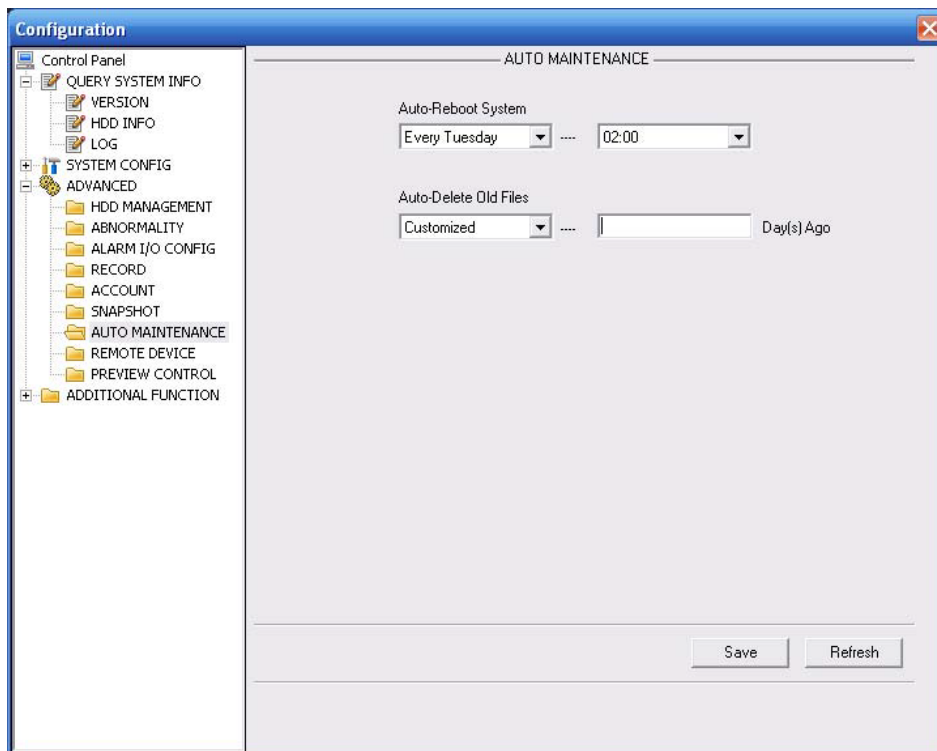 Configuration
Control Panel
QUERY SYSTEM INFO
VERSION
HDD INFO
LOG
SYSTEM CONFIG
ADVANCED
HDD MANAGEMENT
ABNORMALITY
ALARM I/O CONFIG
RECORD
ACCOUNT
SNAPSHOT
AUTO MAINTENANCE
REMOTE DEVICE
PREVIEW CONTROL
ADDITIONAL FUNCTION
AUTO MAINTENANCE
Auto-Reboot System
Every Tuesday ---- 02:00
Auto-Delete Old Files
Customized ---- Day(s) Ago
Save Refresh